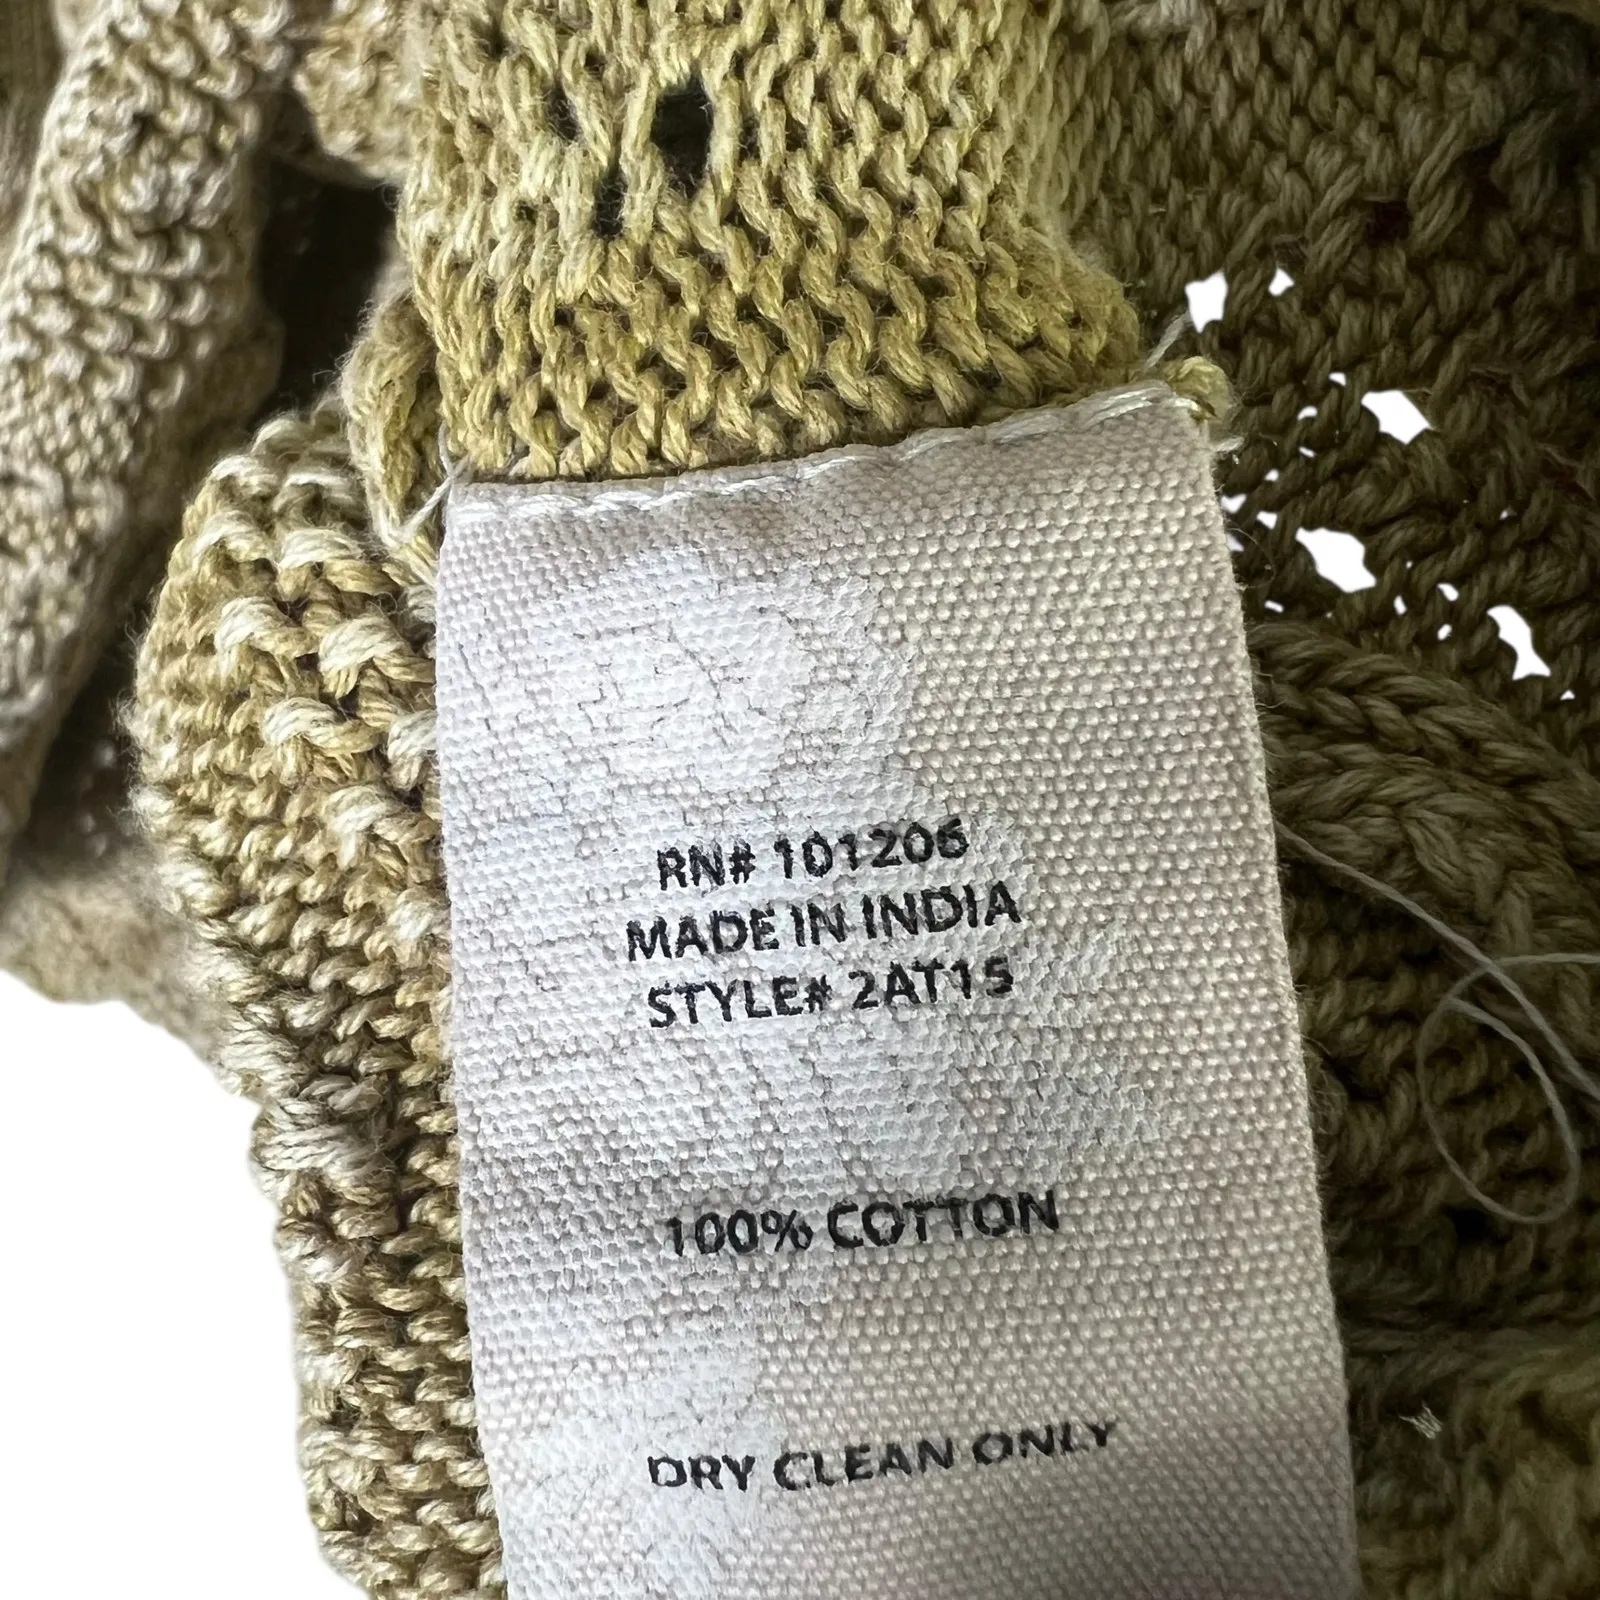 RN# 101206
MADE IN INDIA
STYLE# 2AT15
100% COTTON
DRY CLEAN ONLY